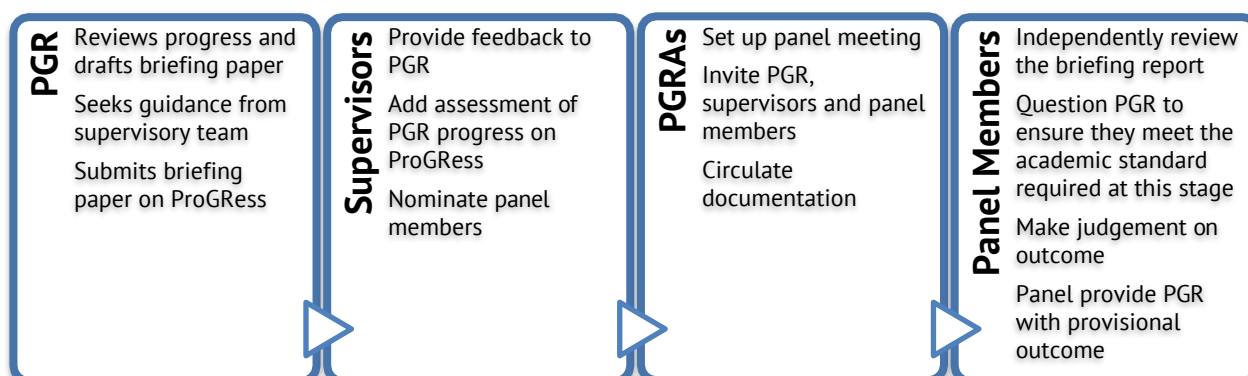 PGR
Reviews progress and
drafts briefing paper
Seeks guidance from
supervisory team
Submits briefing
paper on ProGRess
Supervisors
Provide feedback to
PGR
Add assessment of
PGR progress on
ProGRess
Nominate panel
members
PGRAs
Set up panel meeting
Invite PGR,
supervisors and panel
members
Circulate
documentation
Panel Members
Independently review
the briefing report
Question PGR to
ensure they meet the
academic standard
required at this stage
Make judgement on
outcome
Panel provide PGR
with provisional
outcome